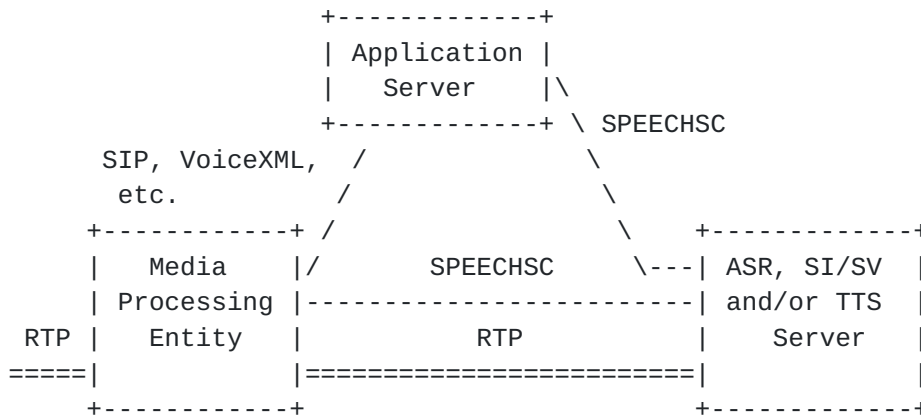 +-------------+
| Application |
|   Server    |\
+-------------+ \ SPEECHSC
SIP, VoiceXML,  /              \
etc.          /                \
+------------+ /                  \    +-------------+
|   Media    |/       SPEECHSC     \---| ASR, SI/SV  |
| Processing |-------------------------| and/or TTS  |
RTP |   Entity   |           RTP           |    Server   |
=====|            |=========================|             |
+------------+                         +-------------+